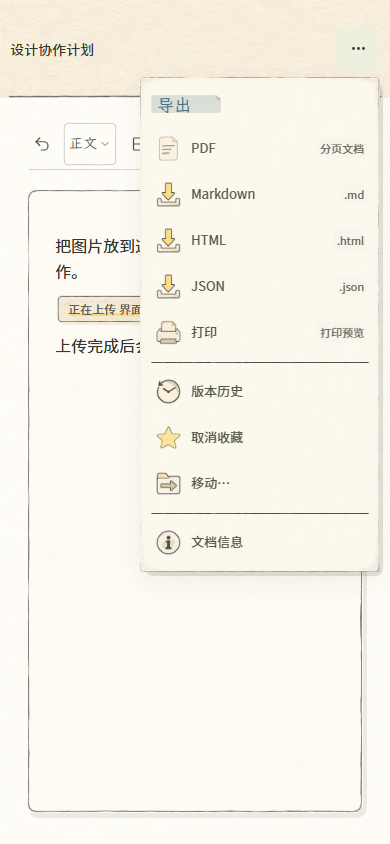 设计协作计划
导出
正文
PDF 分页文档
Markdown .md
HTML .html
JSON .json
打印 打印预览
版本历史
取消收藏
移动…
文档信息
把图片放到
作。
正在上传 界面
上传完成后